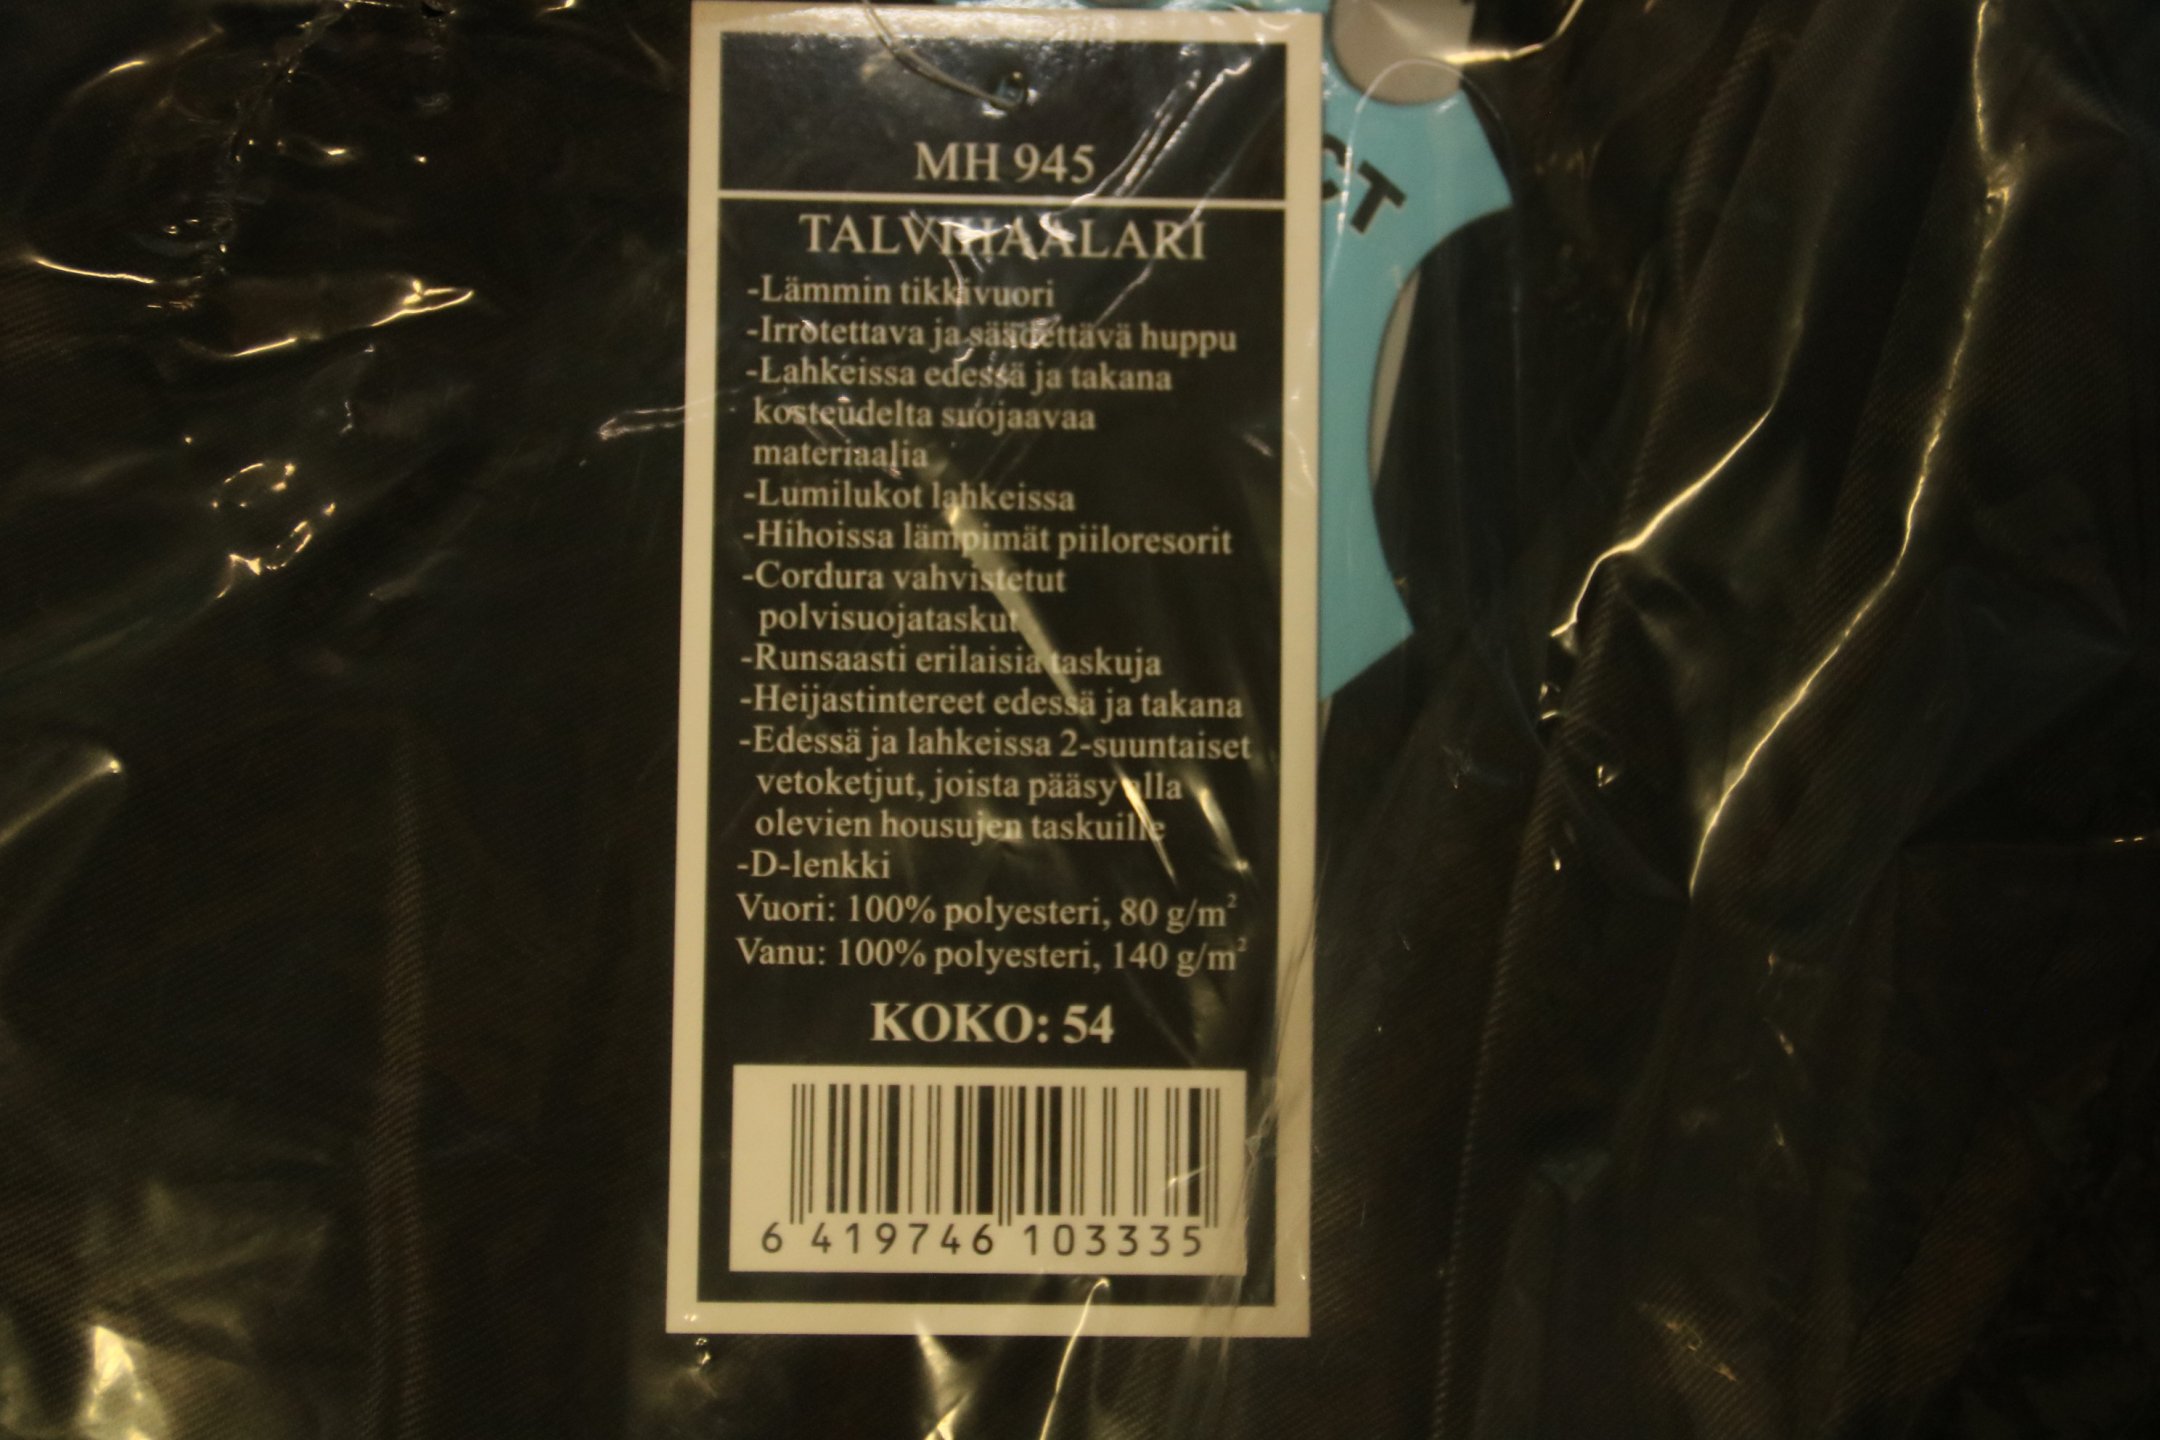 MH 945
CT
TALVIHAALARI
-Lämmin tikkivuori
-Irrotettava ja säädettävä huppu
-Lahkeissa edessä ja takana
kosteudelta suojaavaa
materiaalia
-Lumilukot lahkeissa
-Hihoissa lämpimät piiloresorit
-Cordura vahvistetut
polvisuojataskut
-Runsaasti erilaisia taskuja
-Heijastintereet edessä ja takana
-Edessä ja lahkeissa 2-suuntaiset
vetoketjut, joista pääsy alla
olevien housujen taskuille
-D-lenkki
Vuori: 100% polyesteri, 80 g/m²
Vanu: 100% polyesteri, 140 g/m²
KOKO: 54
6 419746 103335